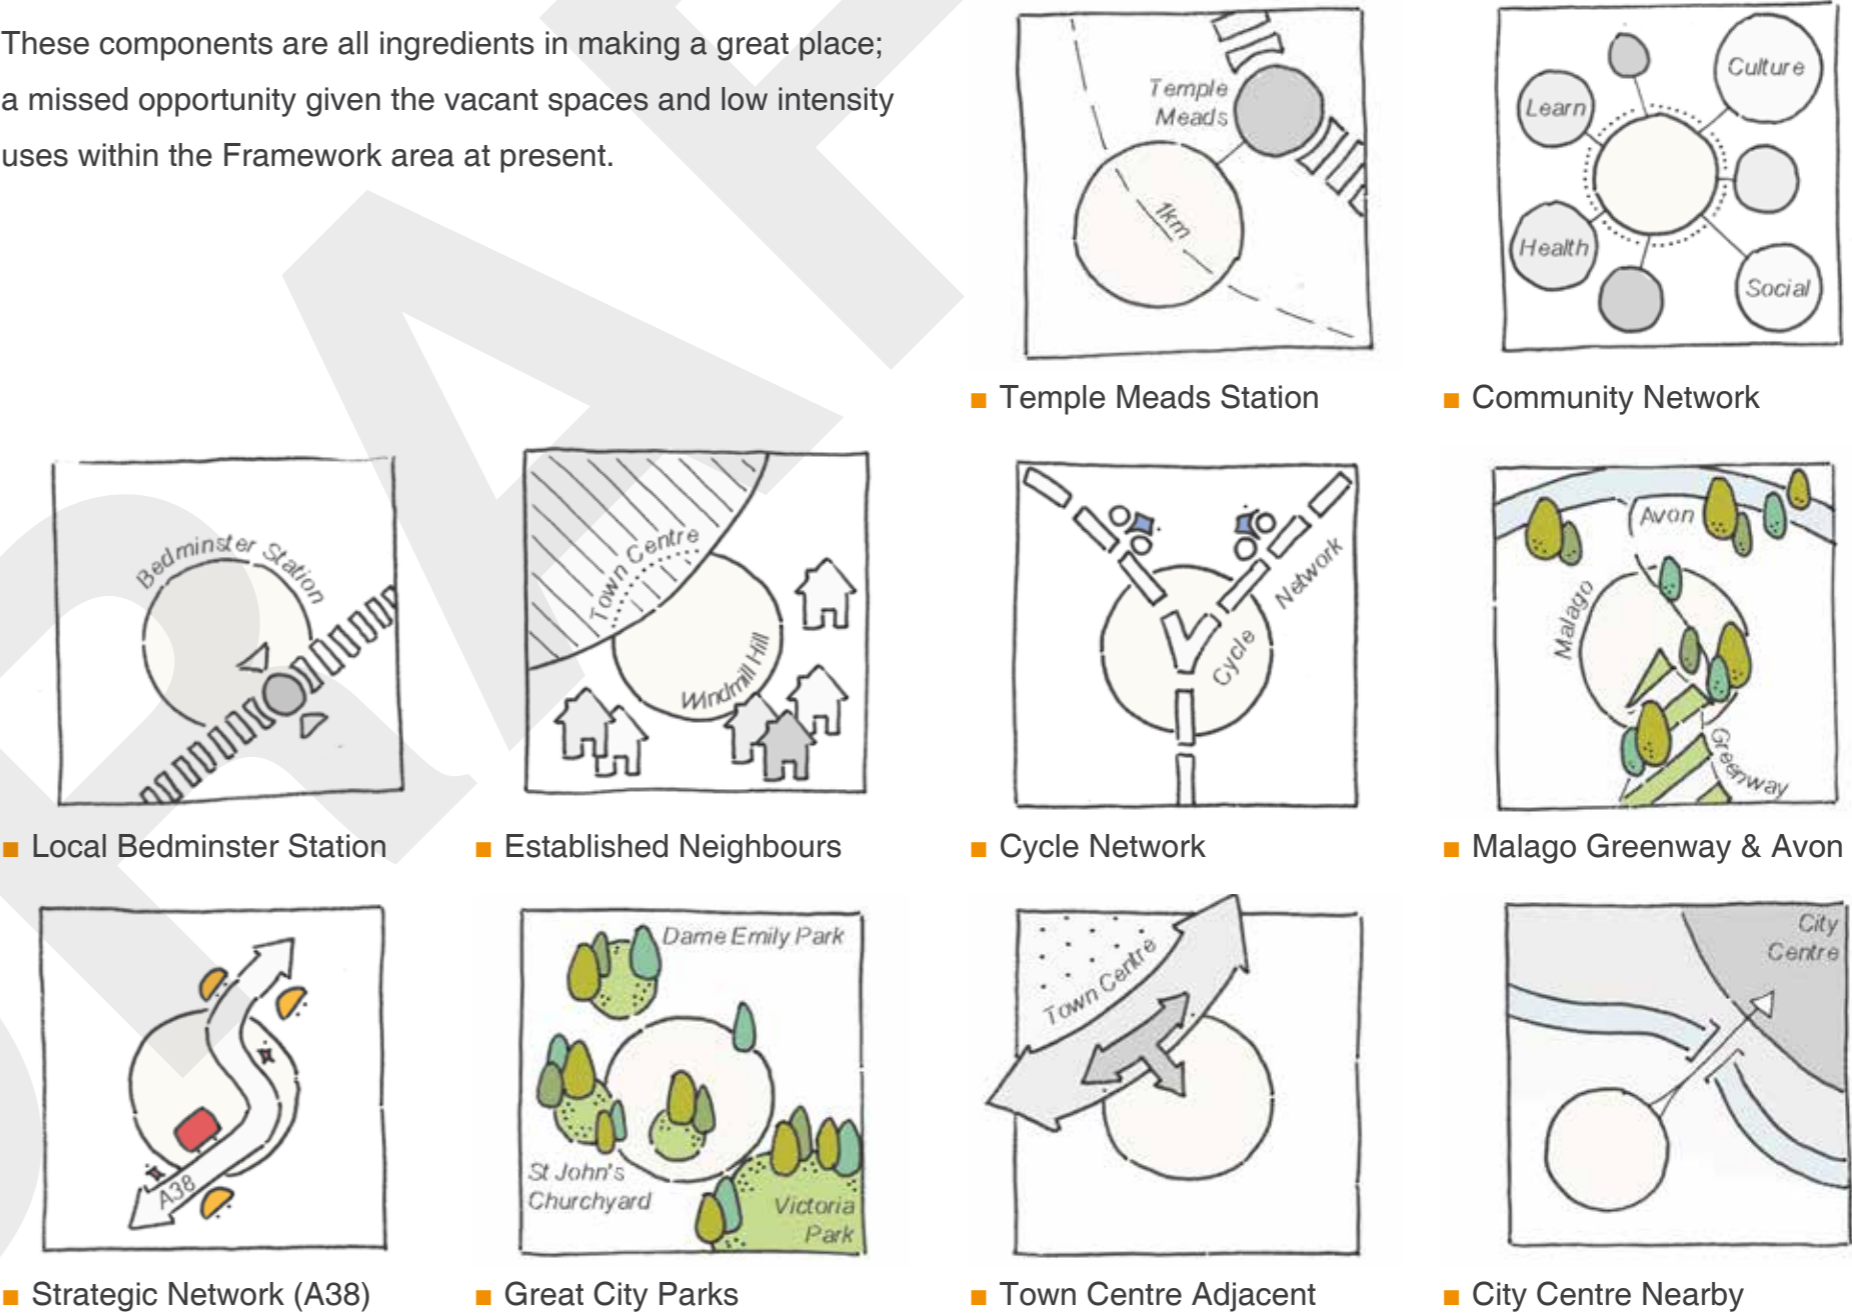 These components are all ingredients in making a great place;
a missed opportunity given the vacant spaces and low intensity
uses within the Framework area at present.
Temple
Meads
1km
Temple Meads Station
Culture
Learn
Health
Social
Community Network
Bedminster Station
Local Bedminster Station
Town Centre
Windmill Hill
Established Neighbours
Cycle Network
Cycle Network
Avon
Malago
Greenway
Malago Greenway & Avon
A38
Strategic Network (A38)
Dame Emily Park
St John's
Churchyard
Victoria
Park
Great City Parks
Town Centre
Town Centre Adjacent
City
Centre
City Centre Nearby